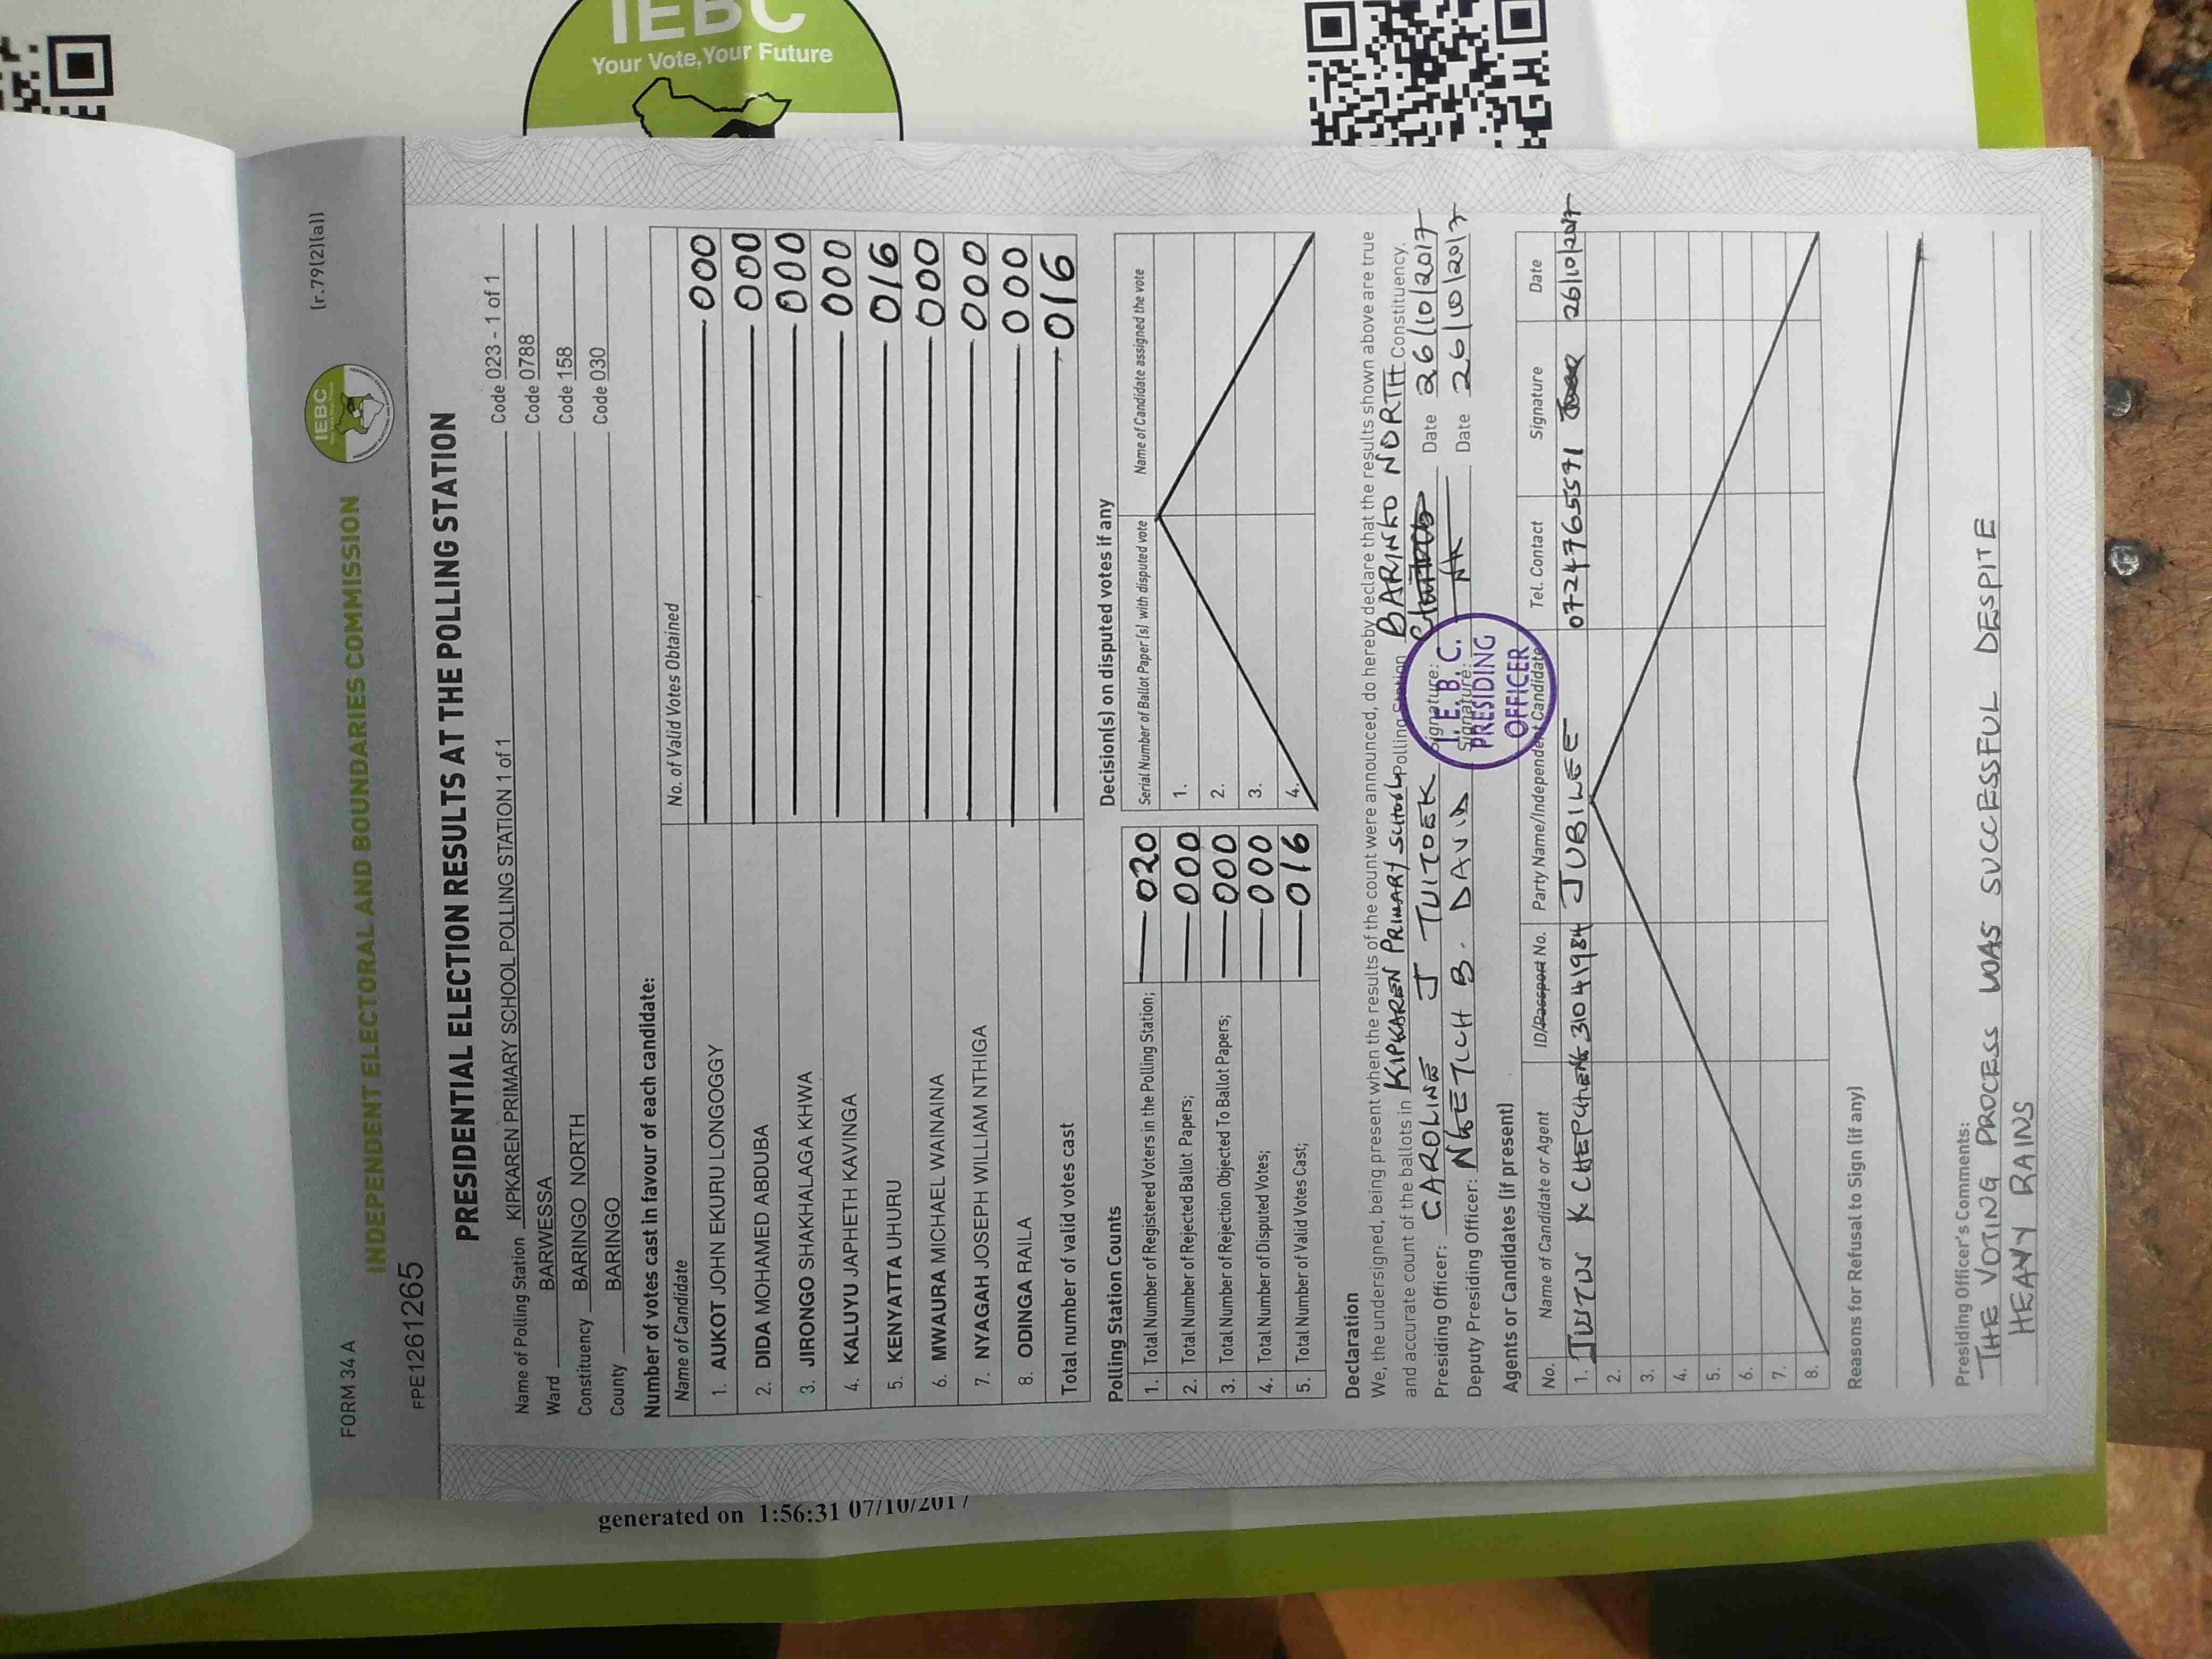 IEBC
Your Vote, Your Future
FORM 34 A
(r.79(2)(a))
IEBC
INDEPENDENT ELECTORAL AND BOUNDARIES COMMISSION
FPE1261265
PRESIDENTIAL ELECTION RESULTS AT THE POLLING STATION
Name of Polling Station KIPKAREN PRIMARY SCHOOL POLLING STATION 1 of 1 Code 023 - 1 of 1
Ward BARWESSA Code 0788
Constituency BARINGO NORTH Code 158
County BARINGO Code 030
Number of votes cast in favour of each candidate:
Name of Candidate No. of Valid Votes Obtained
1. AUKOT JOHN EKURU LONGOGGY 000
2. DIDA MOHAMED ABDUBA 000
3. JIRONGO SHAKHALAGA KHWA 000
4. KALUYU JAPHETH KAVINGA 000
5. KENYATTA UHURU 016
6. MWAURA MICHAEL WAINAINA 000
7. NYAGAH JOSEPH WILLIAM NTHIGA 000
8. ODINGA RAILA 000
Total number of valid votes cast 016
Polling Station Counts
1. Total Number of Registered Voters in the Polling Station; 020
2. Total Number of Rejected Ballot Papers; 000
3. Total Number of Rejection Objected To Ballot Papers; 000
4. Total Number of Disputed Votes; 000
5. Total Number of Valid Votes Cast; 016
Decision(s) on disputed votes if any
Serial Number of Ballot Paper(s) with disputed vote Name of Candidate assigned the vote
1.
2.
3.
4.
Declaration
We, the undersigned, being present when the results of the count were announced, do hereby declare that the results shown above are true
and accurate count of the ballots in KIPKAREN PRIMARY SCHOOL Polling Station BARINGO NORTH Constituency.
Presiding Officer: CAROLINE J TUITOEK Signature: Date 26/10/2017
Deputy Presiding Officer: NGETICH B. DAVID Signature: Date 26/10/2017
I. E. B. C.
PRESIDING
OFFICER
Agents or Candidates (if present)
No. Name of Candidate or Agent ID/Passport No. Party Name/Independent Candidate Tel. Contact Signature Date
1. JUTUS K CHEPCHENG 31041984 JUBILEE 0724765571 26/10/2017
2.
3.
4.
5.
6.
7.
8.
Reasons for Refusal to Sign (if any)
Presiding Officer's Comments:
THE VOTING PROCESS WAS SUCCESSFUL DESPITE
HEAVY RAINS
generated on 1:56:31 07/10/2017